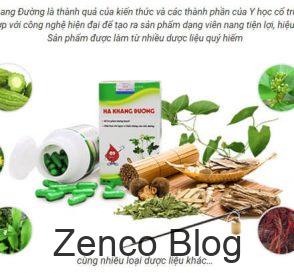 ang Đường là thành quả của kiến thức và các thành phần của Y học cổ tr
ợp với công nghệ hiện đại để tạo ra sản phẩm dạng viên nang tiện lợi, hiệu
Sản phẩm được làm từ nhiều dược liệu quý hiếm
HẠ KHANG ĐƯỜNG
Zenco Blog
cùng nhiều loại dược liệu khác...